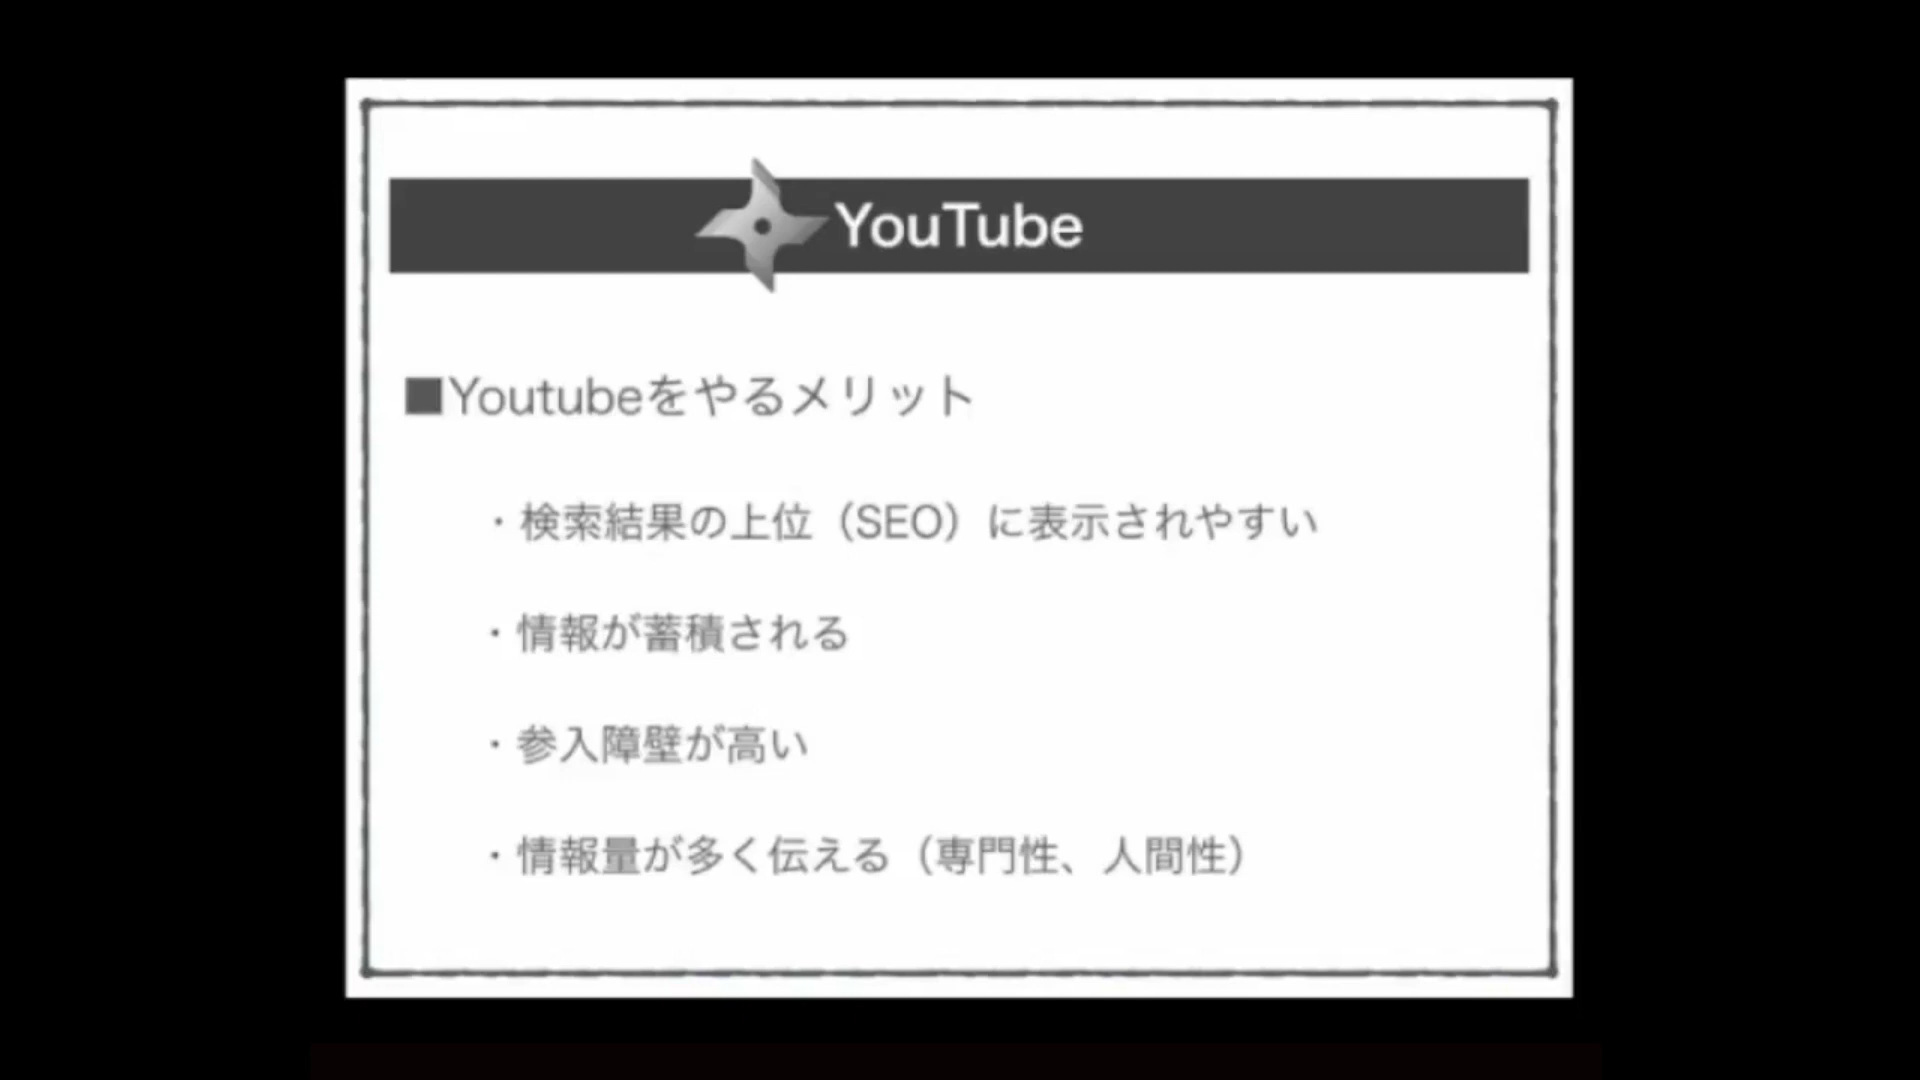 YouTube
■Youtubeをやるメリット
・検索結果の上位（SEO）に表示されやすい
・情報が蓄積される
・参入障壁が高い
・情報量が多く伝える（専門性、人間性）